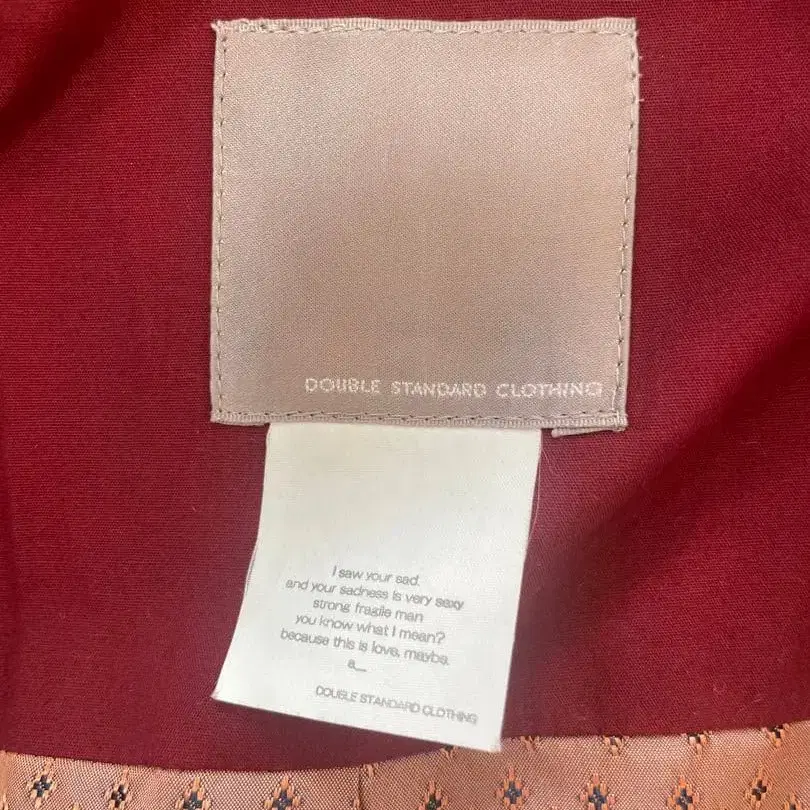 DOUBLE STANDARD CLOTHING
I saw your sad.
and your sadness is very sexy
strong fragile man
you know what I mean?
because this is love, maybe.
a__
DOUBLE STANDARD CLOTHING